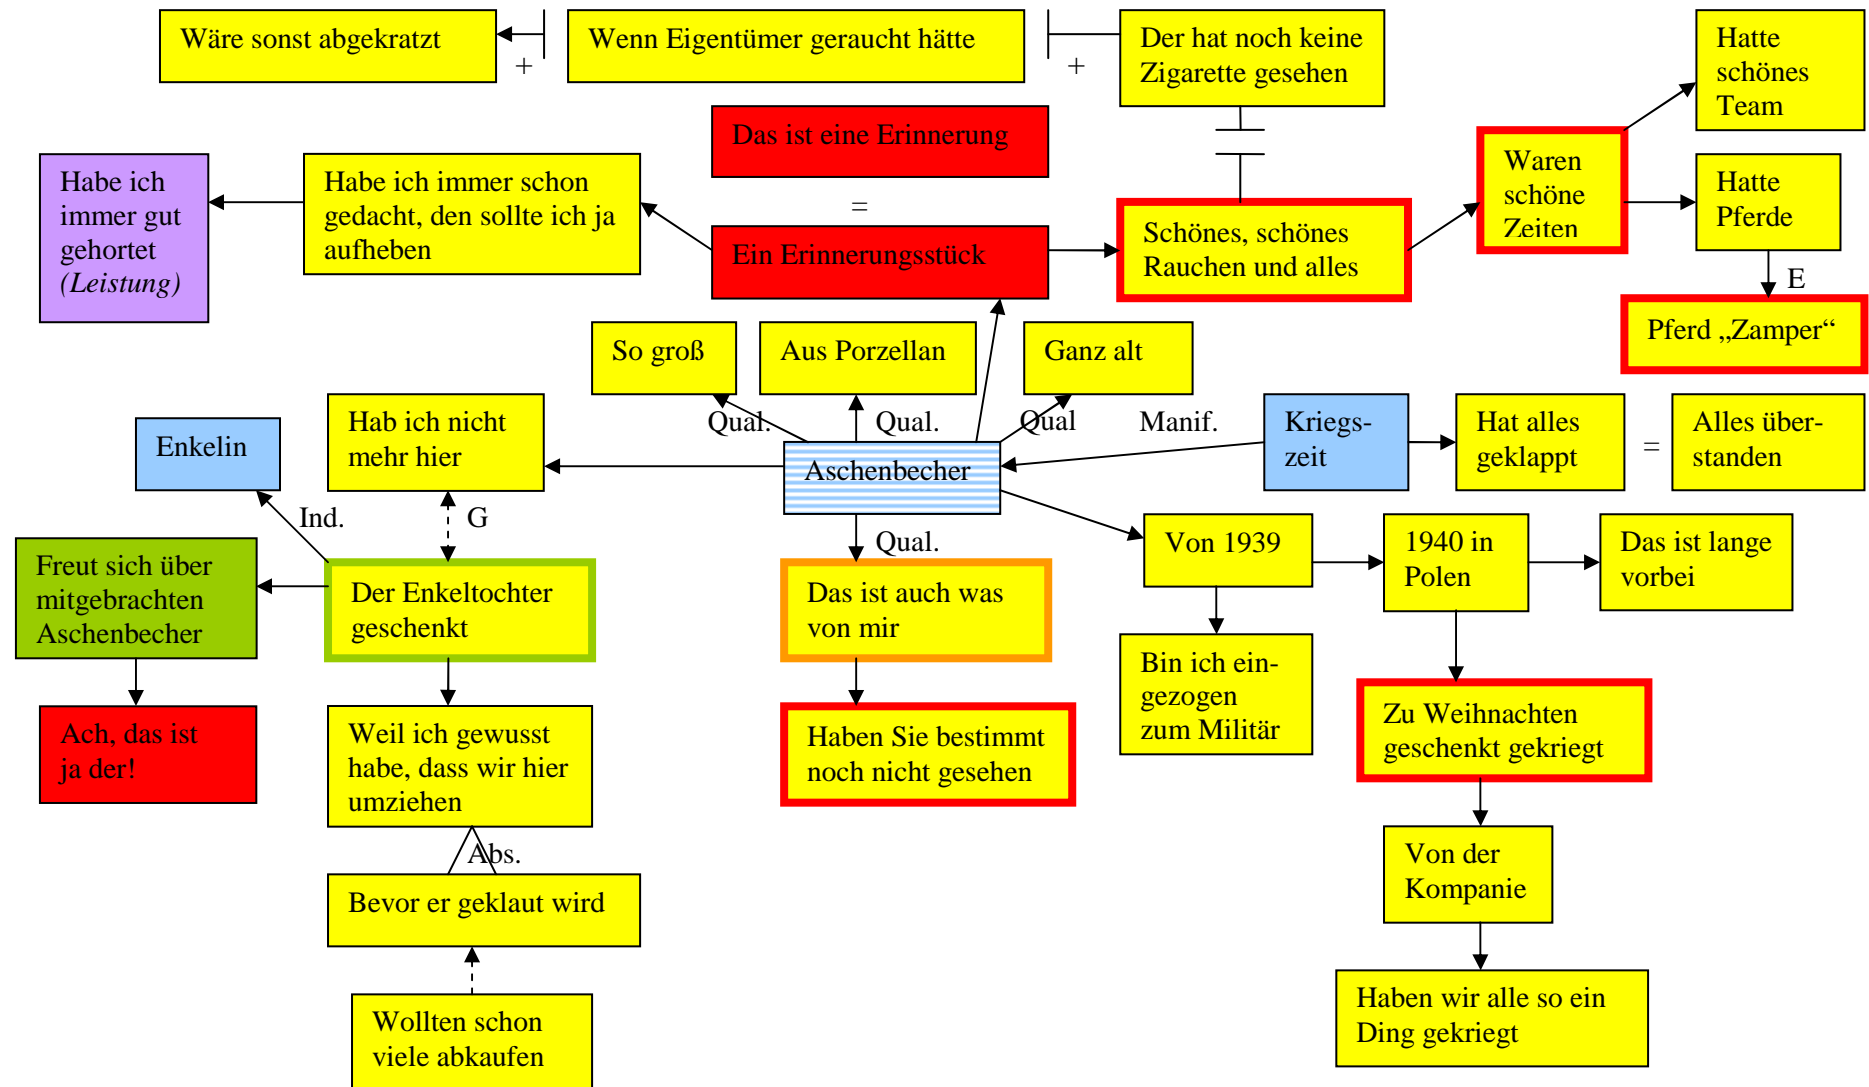 Wäre sonst abgekratzt
+
Wenn Eigentümer geraucht hätte
+
Der hat noch keine
Zigarette gesehen
Hatte
schönes
Team
Das ist eine Erinnerung
=
Ein Erinnerungsstück
Habe ich
immer gut
gehortet
(Leistung)
Habe ich immer schon
gedacht, den sollte ich ja
aufheben
Schönes, schönes
Rauchen und alles
Waren
schöne
Zeiten
Hatte
Pferde
E
Pferd „Zamper“
So groß
Aus Porzellan
Ganz alt
Qual.
Qual.
Qual
Manif.
Enkelin
Hab ich nicht
mehr hier
Aschenbecher
Kriegs-
zeit
Hat alles
geklappt
=
Alles über-
standen
Ind.
G
Qual.
Freut sich über
mitgebrachten
Aschenbecher
Der Enkeltochter
geschenkt
Das ist auch was
von mir
Von 1939
1940 in
Polen
Das ist lange
vorbei
Ach, das ist
ja der!
Weil ich gewusst
habe, dass wir hier
umziehen
Haben Sie bestimmt
noch nicht gesehen
Bin ich ein-
gezogen
zum Militär
Zu Weihnachten
geschenkt gekriegt
Abs.
Bevor er geklaut wird
Von der
Kompanie
Wollten schon
viele abkaufen
Haben wir alle so ein
Ding gekriegt